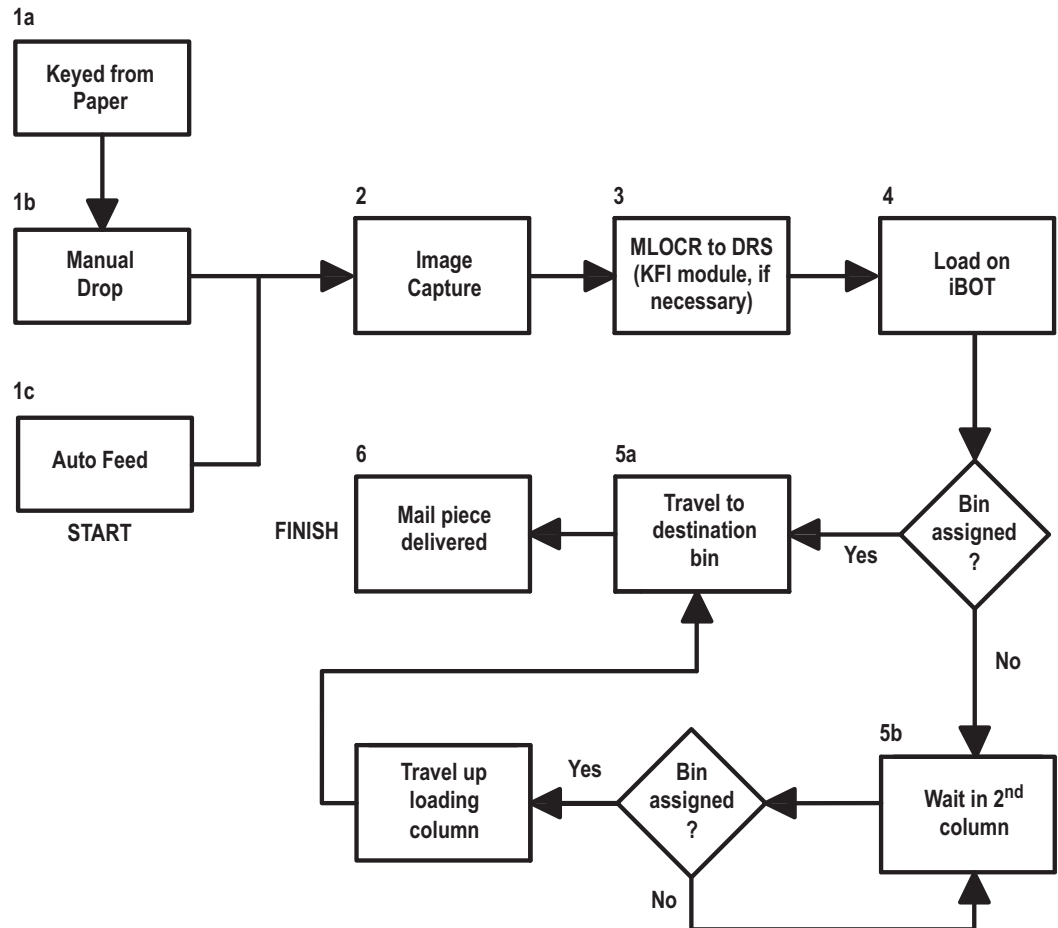 1a
Keyed from
Paper
1b
Manual
Drop
2
Image
Capture
3
MLOCR to DRS
(KFI module, if
necessary)
4
Load on
iBOT
1c
Auto Feed
START
6
Mail piece
delivered
FINISH
5a
Travel to
destination
bin
Yes
Bin
assigned
?
No
5b
Wait in 2nd
column
Bin
assigned
?
Yes
No
Travel up
loading
column